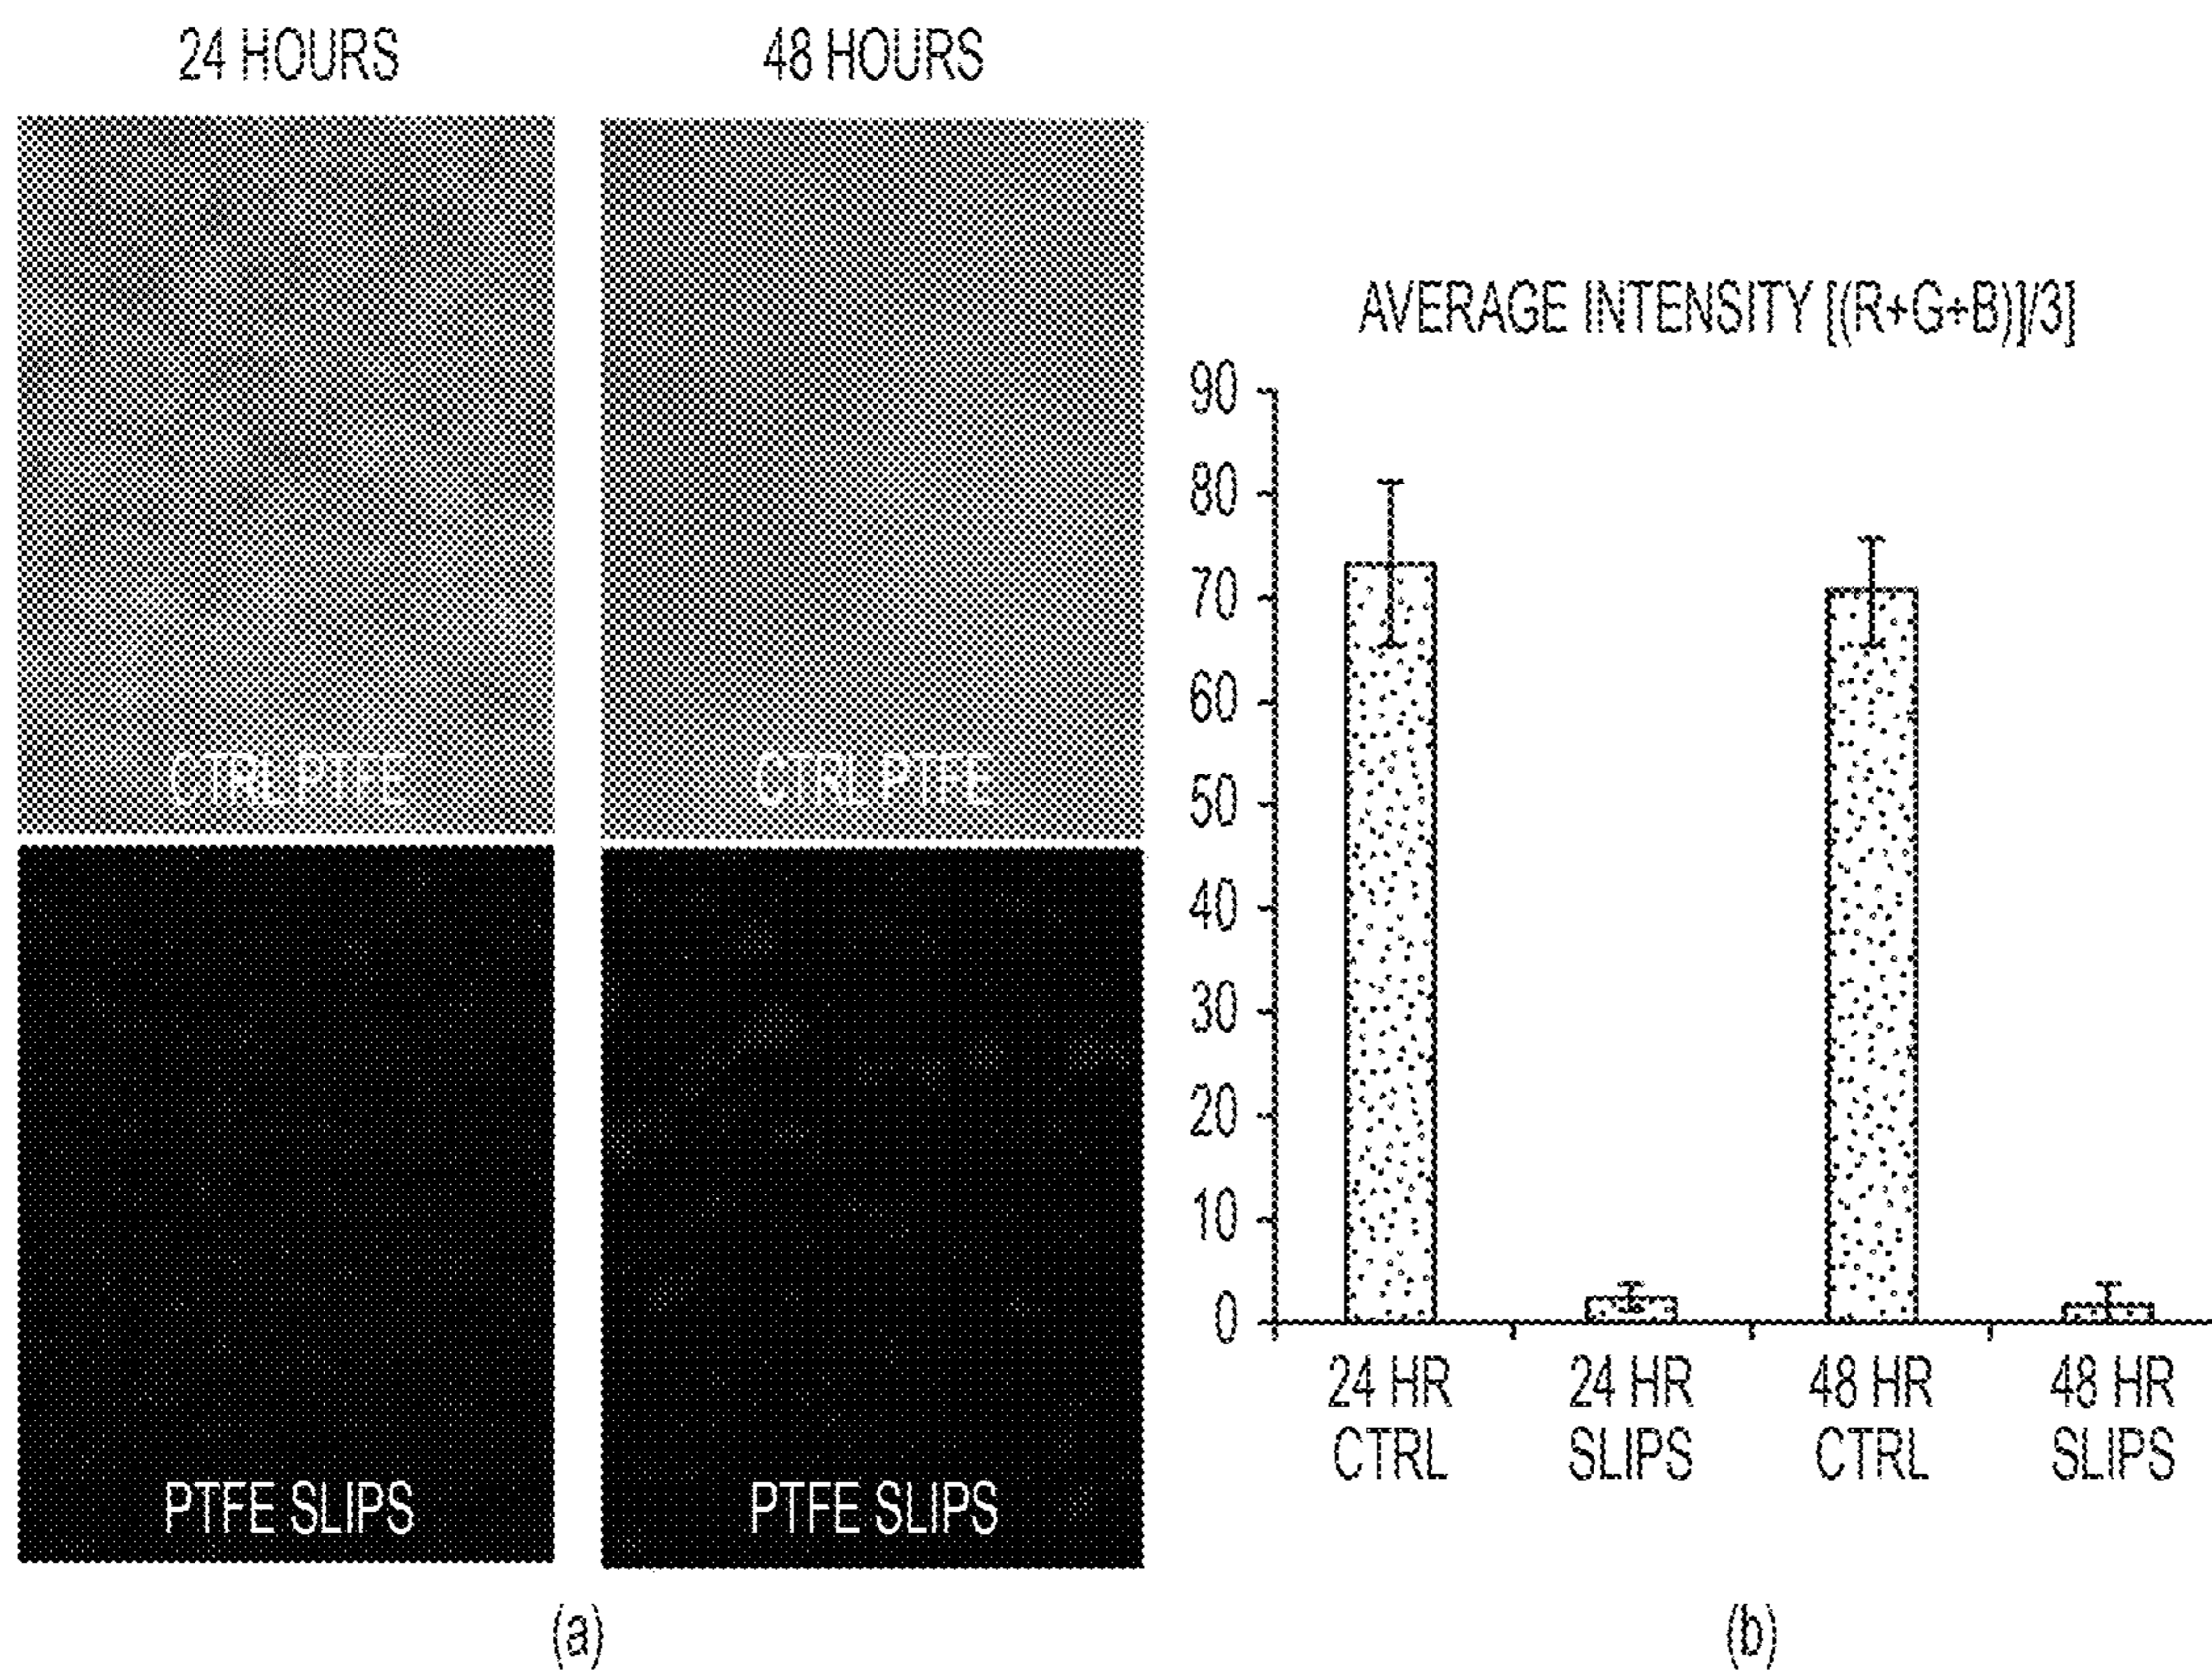 24 HOURS
48 HOURS
CTRL PTFE
CTRL PTFE
PTFE SLIPS
PTFE SLIPS
(a)
AVERAGE INTENSITY [(R+G+B)]/3]
90
80
70
60
50
40
30
20
10
0
24 HR
CTRL
24 HR
SLIPS
48 HR
CTRL
48 HR
SLIPS
(b)